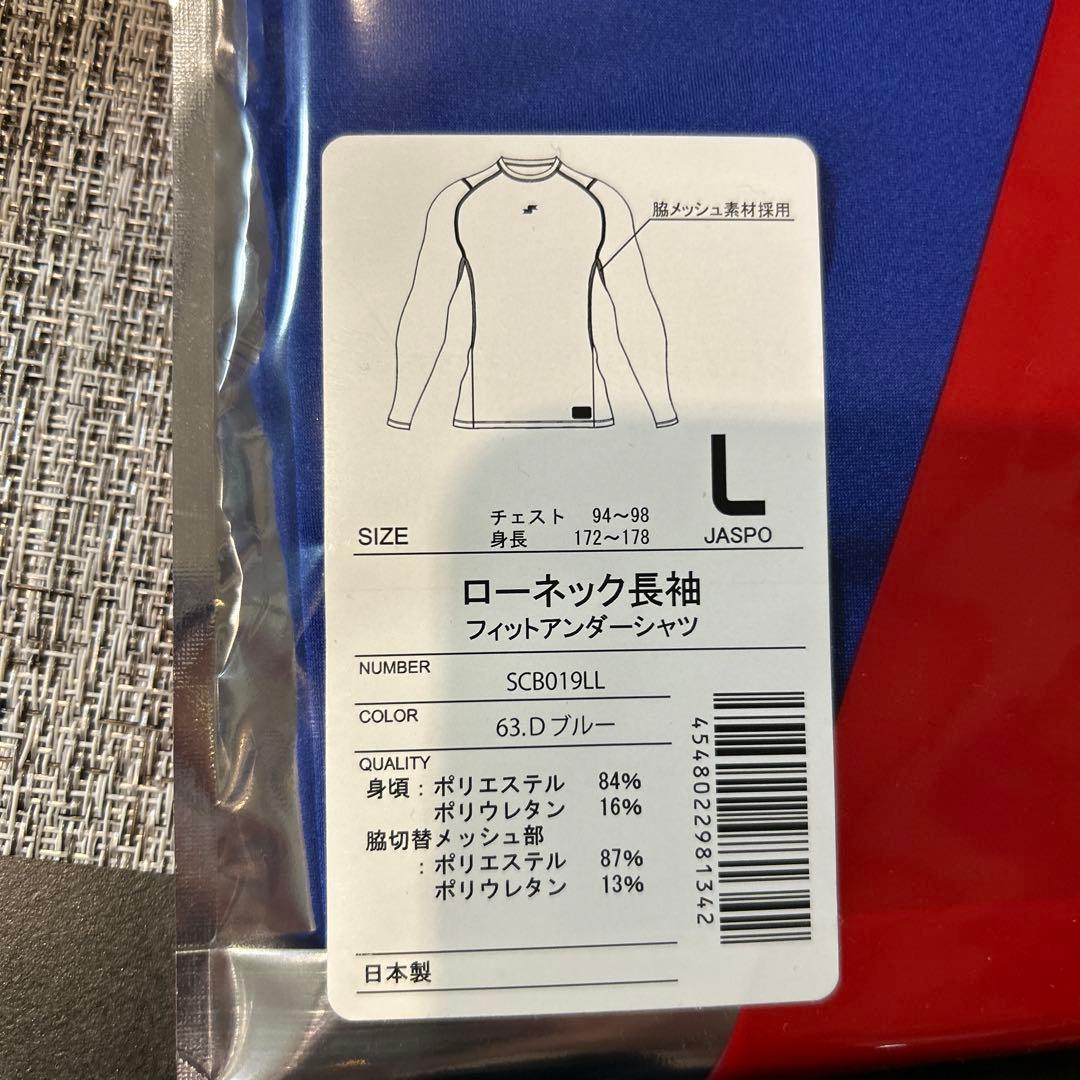 脇メッシュ素材採用
L
SIZE チェスト 94～98
身長 172～178 JASPO
ローネック長袖
フィットアンダーシャツ
NUMBER
SCB019LL
COLOR
63.D ブルー
QUALITY
身頃：ポリエステル 84%
ポリウレタン 16%
脇切替メッシュ部
：ポリエステル 87%
ポリウレタン 13%
日本製
4548022981342